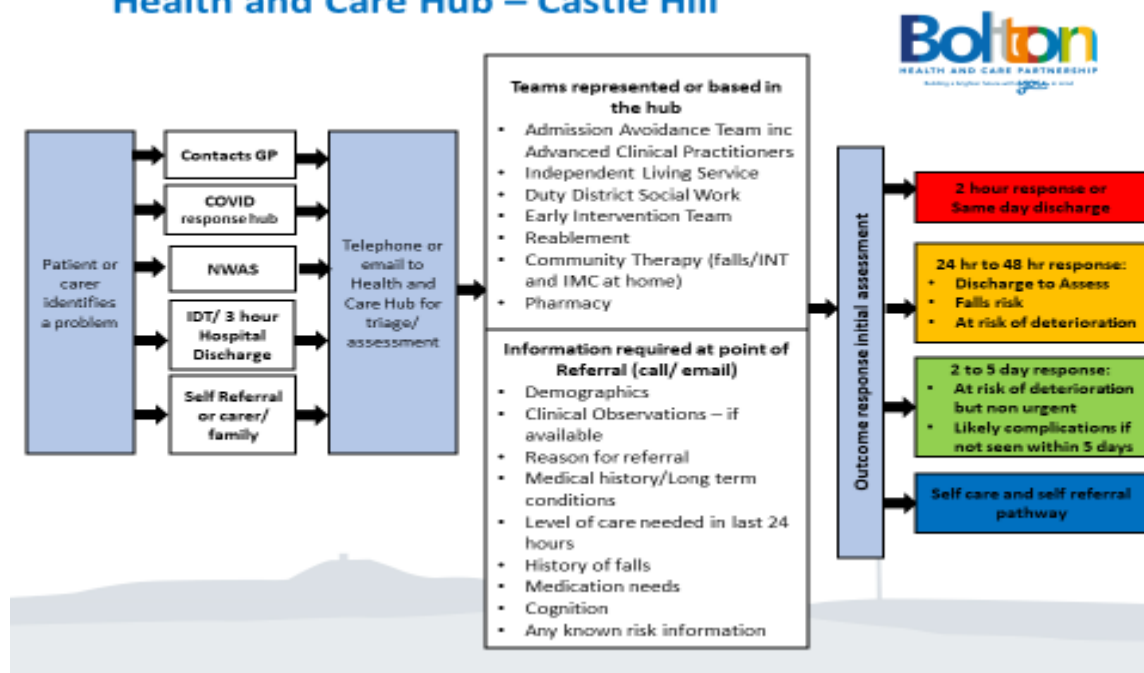 Health and Care Hub – Castle Hill
Bolton
HEALTH AND CARE PARTNERSHIP
Patient or
carer
identifies
a problem
Contacts GP
COVID
response hub
NWAS
IDT/ 3 hour
Hospital
Discharge
Self Referral
or carer/
family
Telephone or
email to
Health and
Care Hub for
triage/
assessment
Teams represented or based in
the hub
• Admission Avoidance Team inc
Advanced Clinical Practitioners
• Independent Living Service
• Duty District Social Work
• Early Intervention Team
• Reablement
• Community Therapy (falls/INT
and IMC at home)
• Pharmacy
Information required at point of
Referral (call/ email)
• Demographics
• Clinical Observations – if
available
• Reason for referral
• Medical history/Long term
conditions
• Level of care needed in last 24
hours
• History of falls
• Medication needs
• Cognition
• Any known risk information
Outcome response initial assessment
2 hour response or
Same day discharge
24 hr to 48 hr response:
• Discharge to Assess
• Falls risk
• At risk of deterioration
2 to 5 day response:
• At risk of deterioration
but non urgent
• Likely complications if
not seen within 5 days
Self care and self referral
pathway